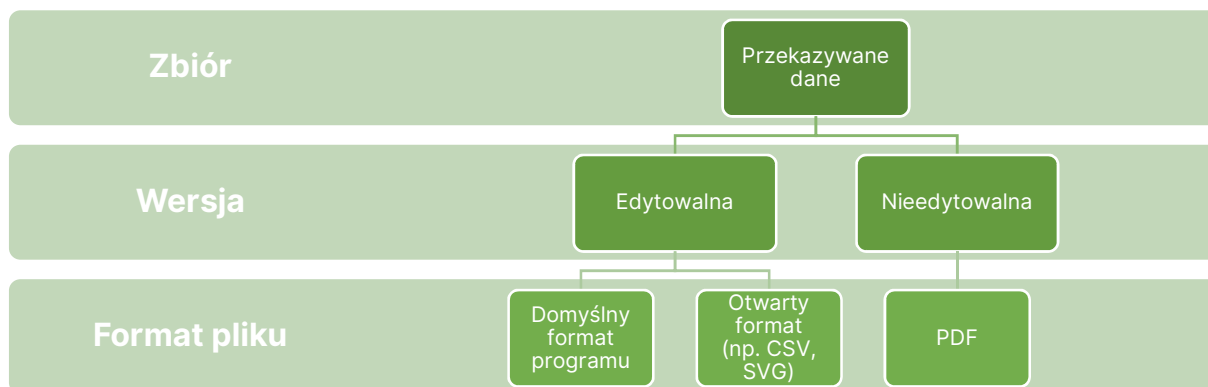 Zbiór
Przekazywane
dane
Wersja
Edytowalna
Nieedytowalna
Format pliku
Domyślny
format
programu
Otwarty
format
(np. CSV,
SVG)
PDF